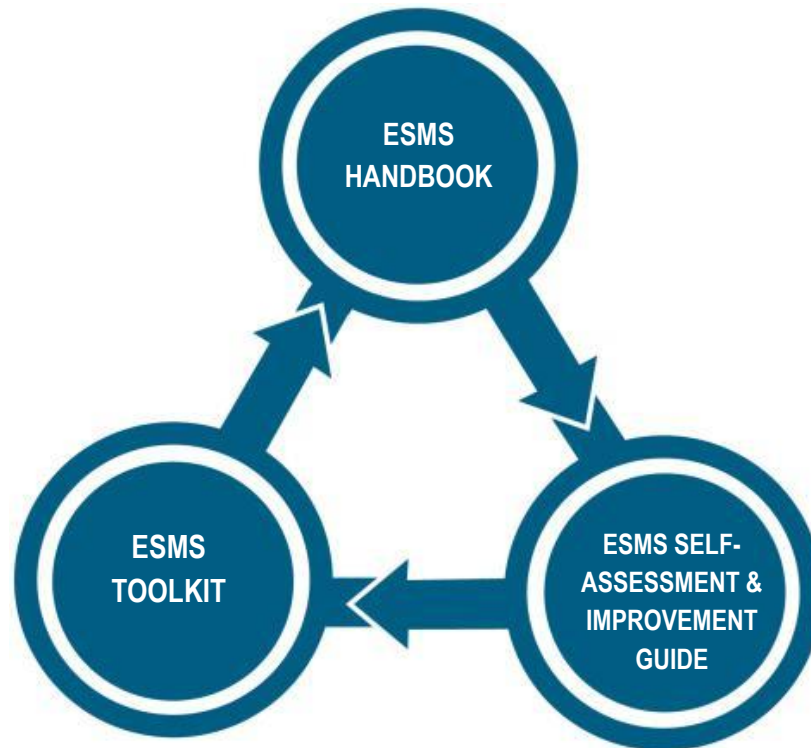 ESMS
HANDBOOK
ESMS
TOOLKIT
ESMS SELF-
ASSESSMENT &
IMPROVEMENT
GUIDE